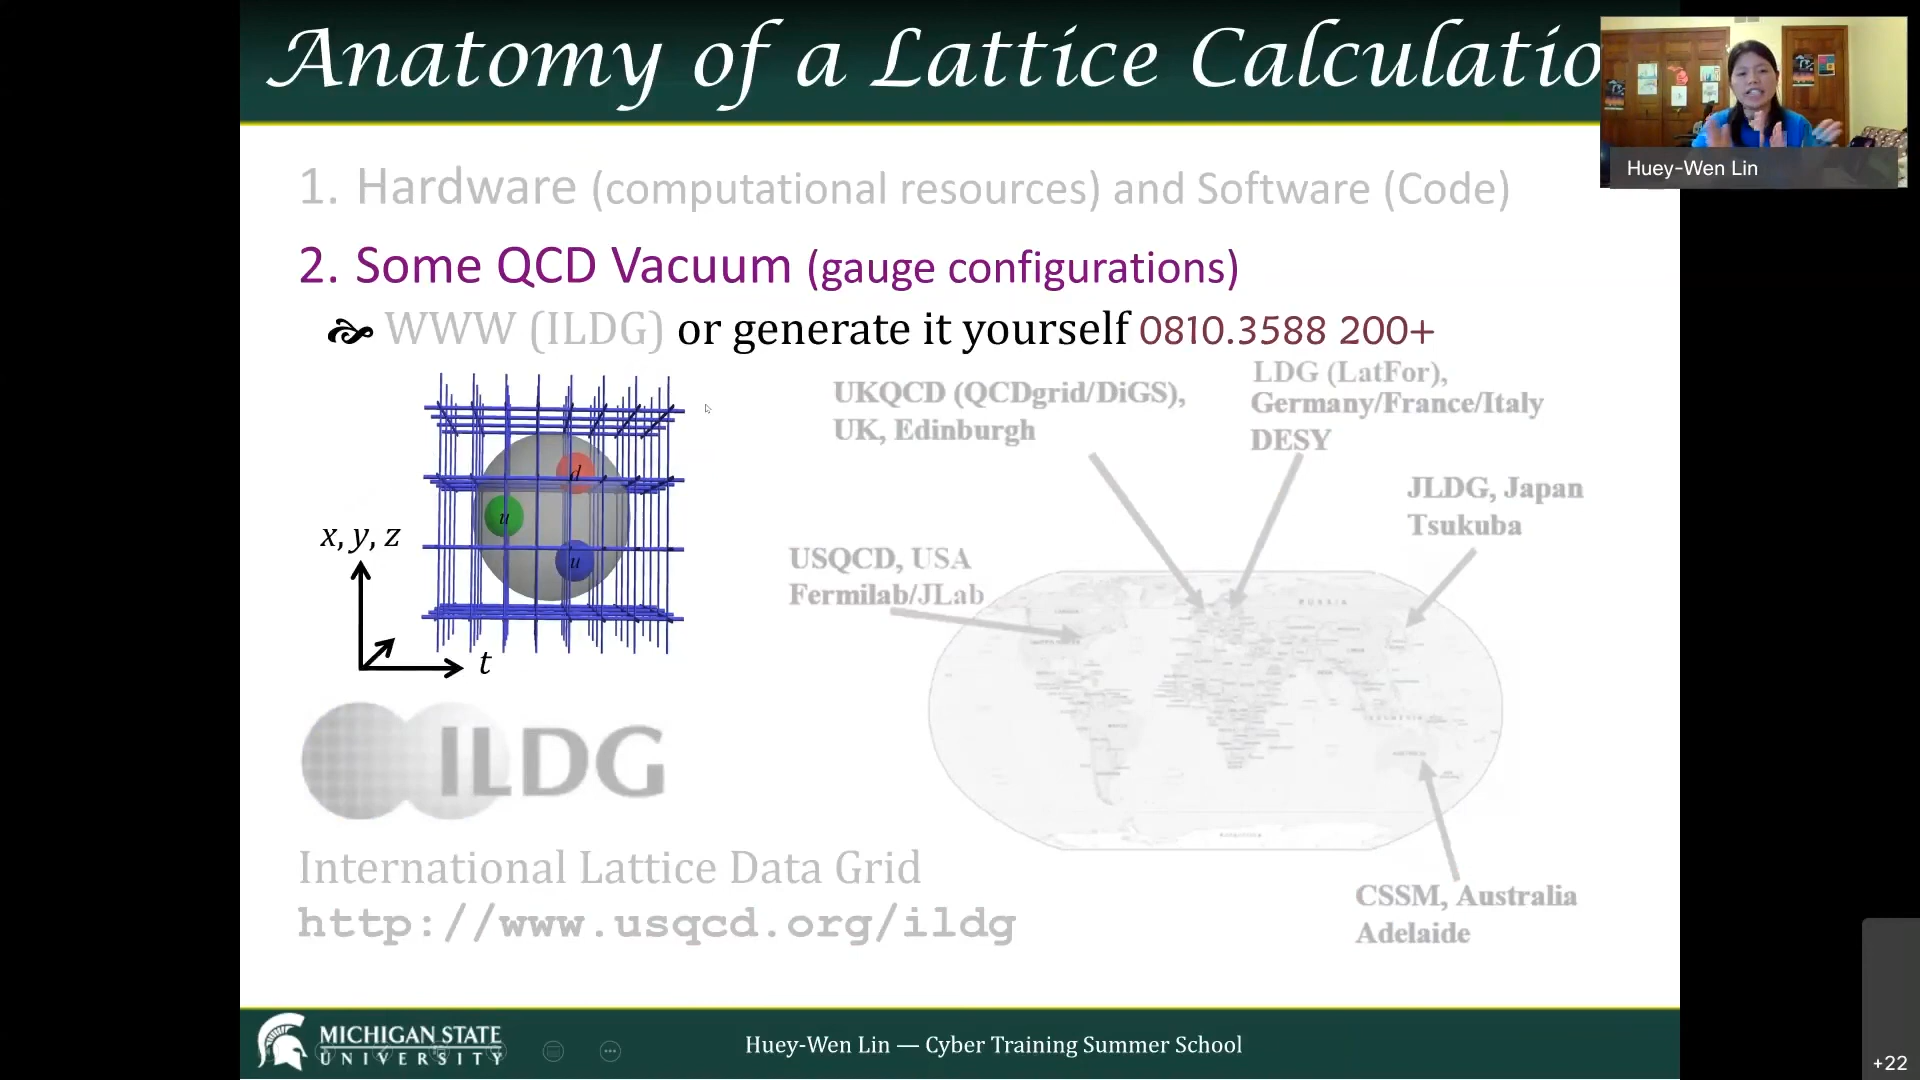 Anatomy of a Lattice Calculatio
Huey-Wen Lin
1. Hardware (computational resources) and Software (Code)
2. Some QCD Vacuum (gauge configurations)
WWW (ILDG) or generate it yourself 0810.3588 200+
UKQCD (QCDgrid/DiGS),
UK, Edinburgh
LDG (LatFor),
Germany/France/Italy
DESY
JLDG, Japan
Tsukuba
USQCD, USA
Fermilab/JLab
d
u
u
x, y, z
t
RUSSIA
ILDG
International Lattice Data Grid
http://www.usqcd.org/ildg
CSSM, Australia
Adelaide
MICHIGAN STATE
UNIVERSITY
Huey-Wen Lin — Cyber Training Summer School
+22